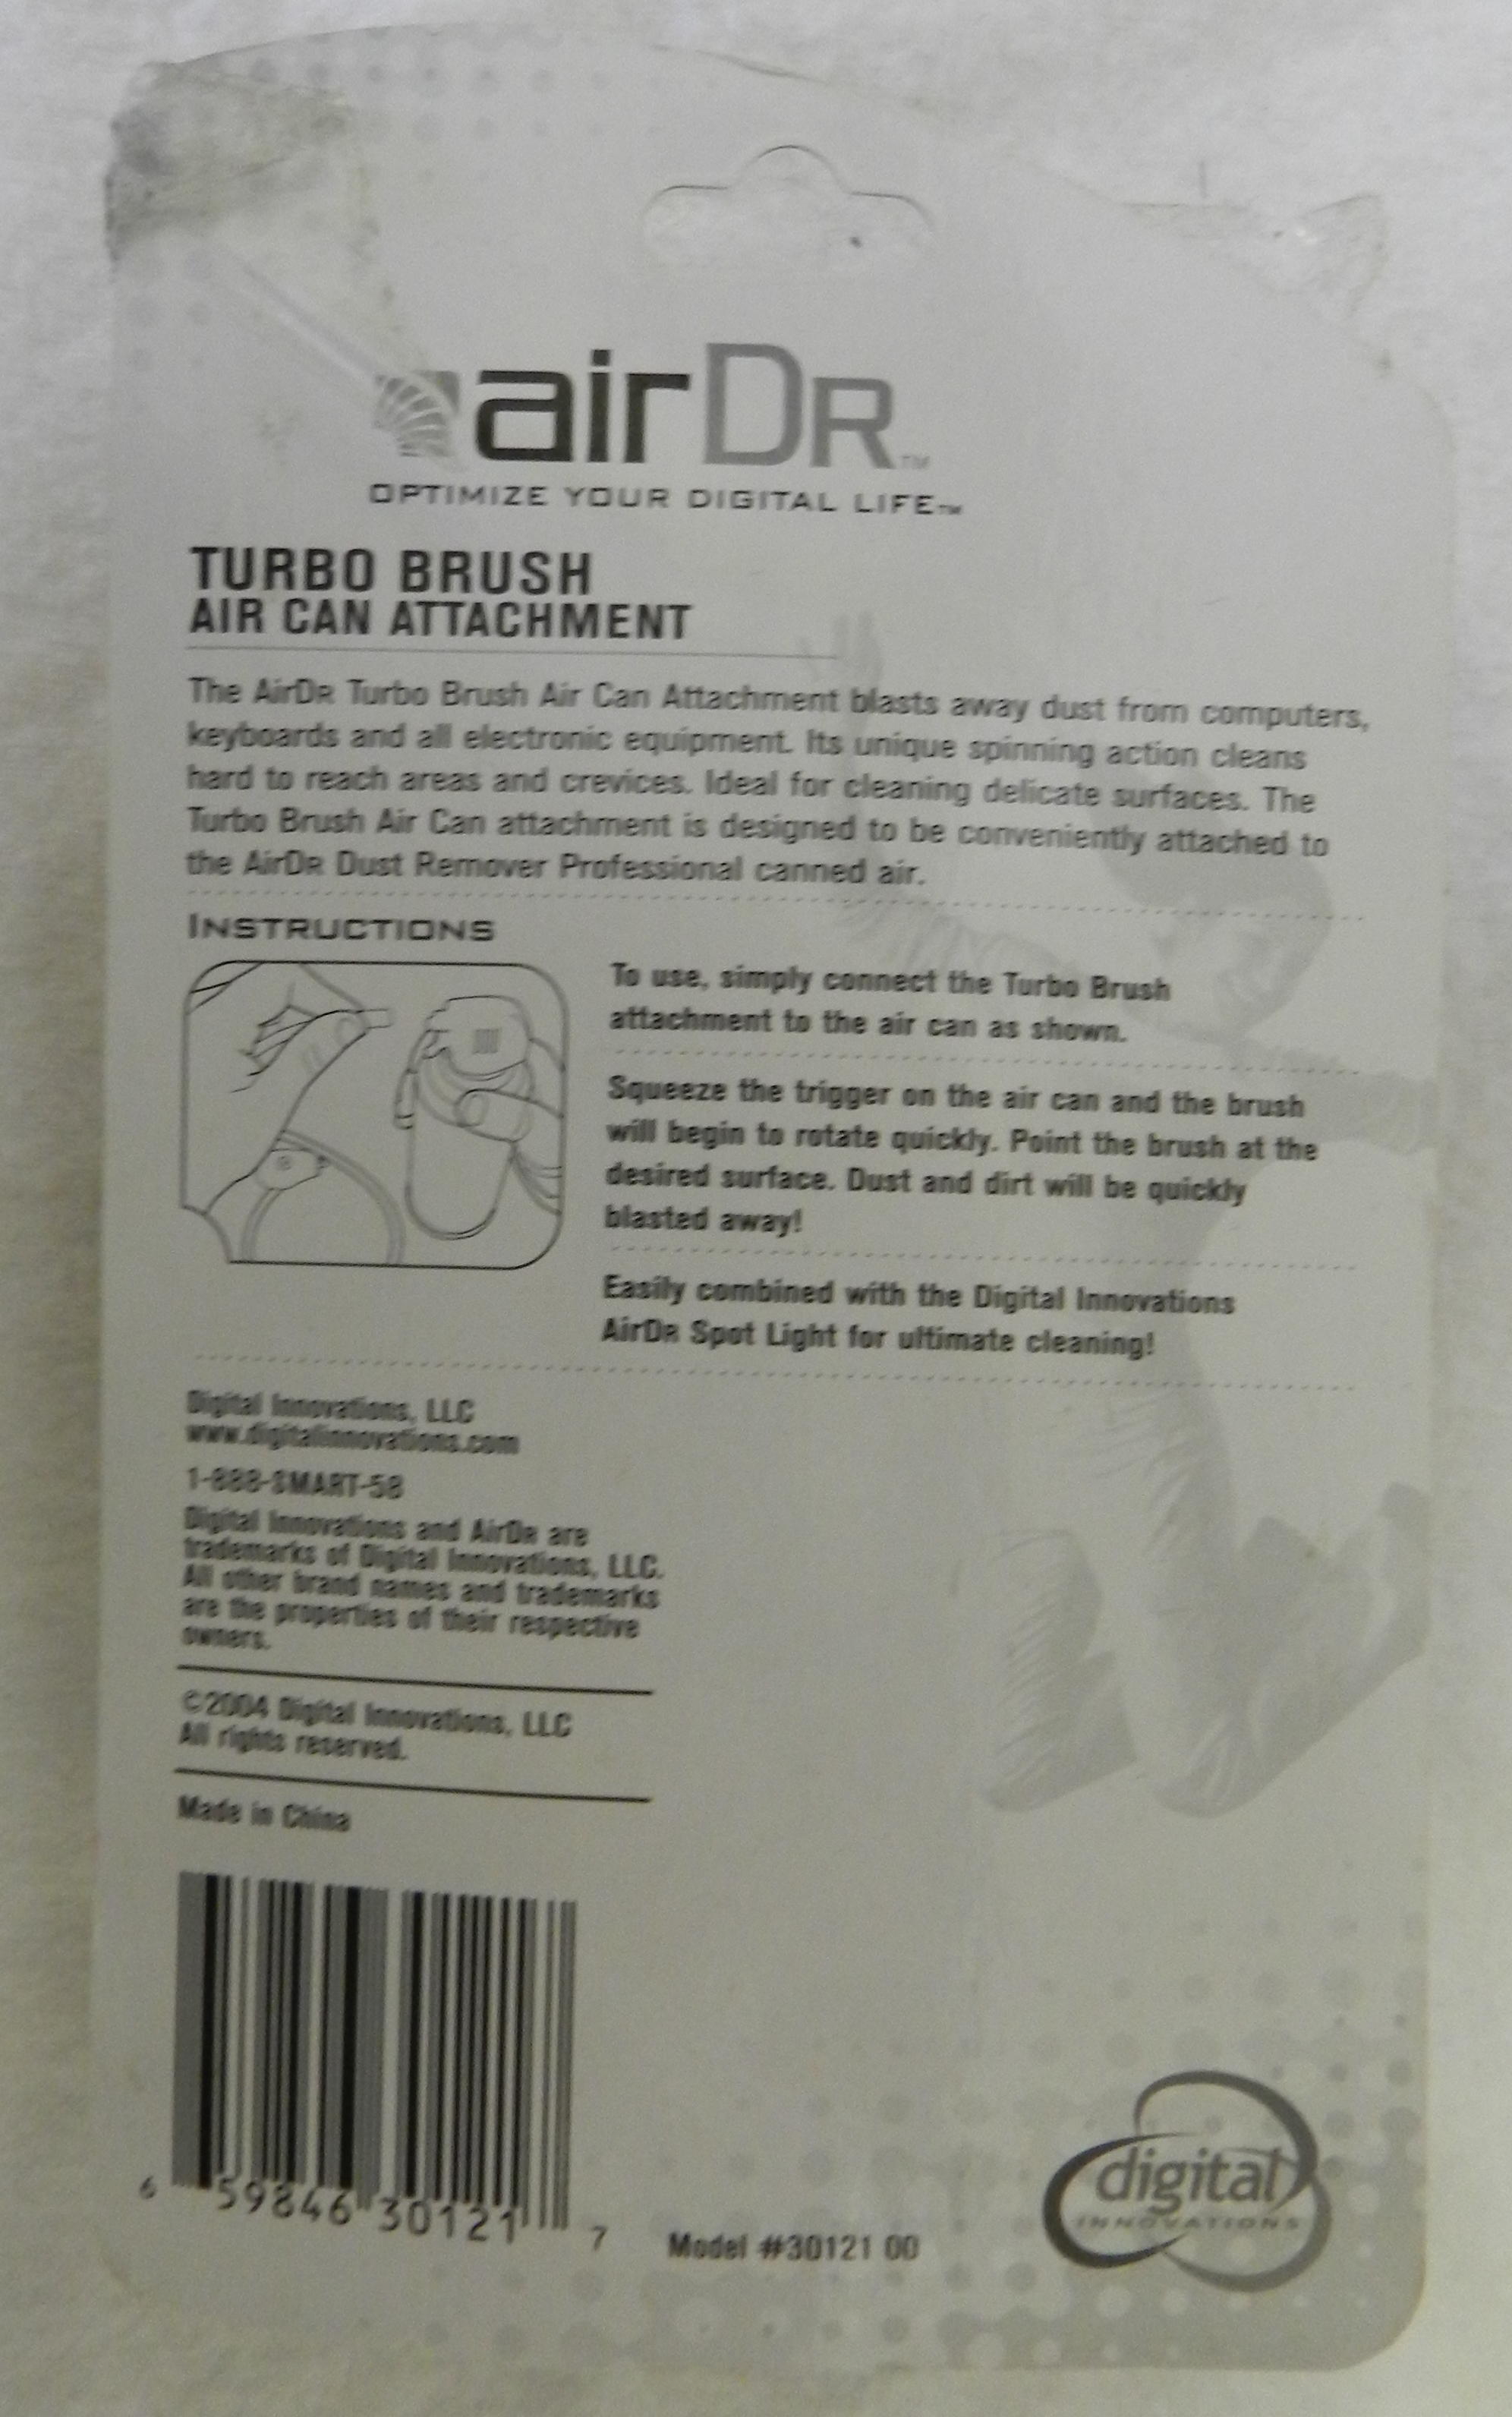 airDR™
OPTIMIZE YOUR DIGITAL LIFE™
TURBO BRUSH
AIR CAN ATTACHMENT
The AirDR Turbo Brush Air Can Attachment blasts away dust from computers,
keyboards and all electronic equipment. Its unique spinning action cleans
hard to reach areas and crevices. Ideal for cleaning delicate surfaces. The
Turbo Brush Air Can attachment is designed to be conveniently attached to
the AirDR Dust Remover Professional canned air.
INSTRUCTIONS
To use, simply connect the Turbo Brush
attachment to the air can as shown.
Squeeze the trigger on the air can and the brush
will begin to rotate quickly. Point the brush at the
desired surface. Dust and dirt will be quickly
blasted away!
Easily combined with the Digital Innovations
AirDR Spot Light for ultimate cleaning!
Digital Innovations, LLC
www.digitalinnovations.com
1-888-SMART-58
Digital Innovations and AirDR are
trademarks of Digital Innovations, LLC.
All other brand names and trademarks
are the properties of their respective
owners.
©2004 Digital Innovations, LLC
All rights reserved.
Made in China
6 59846 30121 7
Model #30121 00
digital
INNOVATIONS